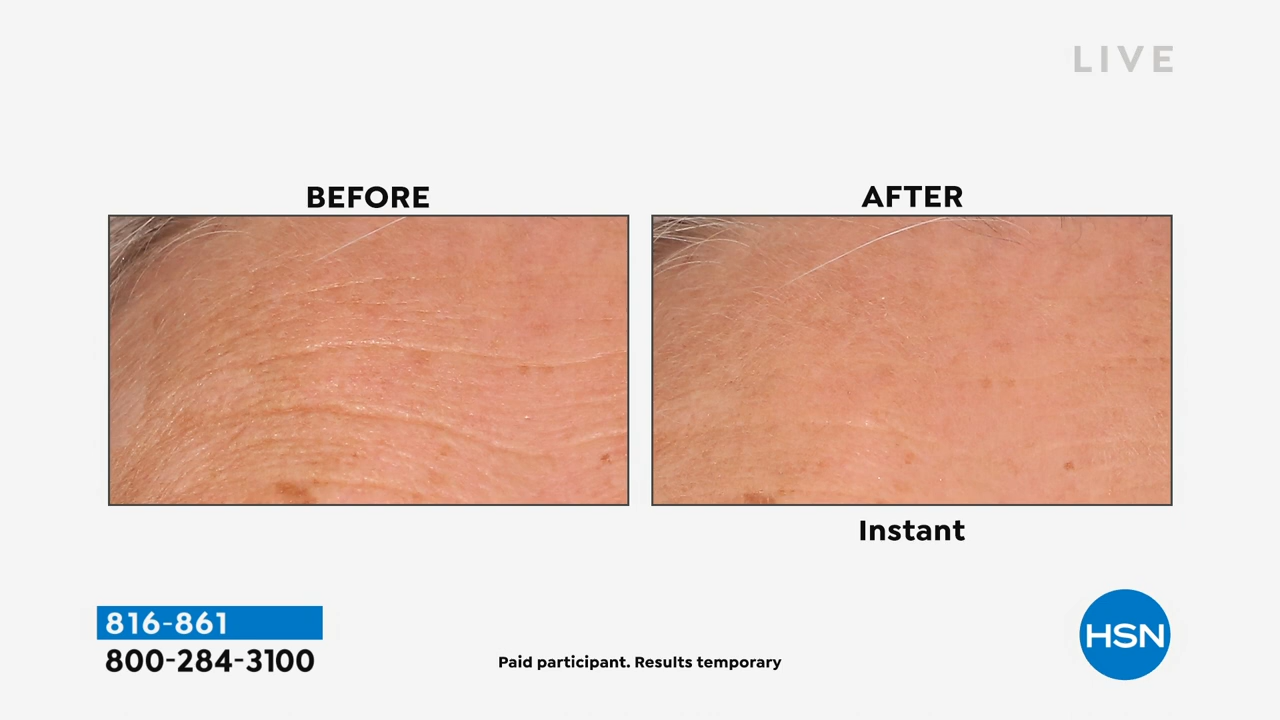 LIVE
BEFORE
AFTER
Instant
816-861
800-284-3100
Paid participant. Results temporary
HSN